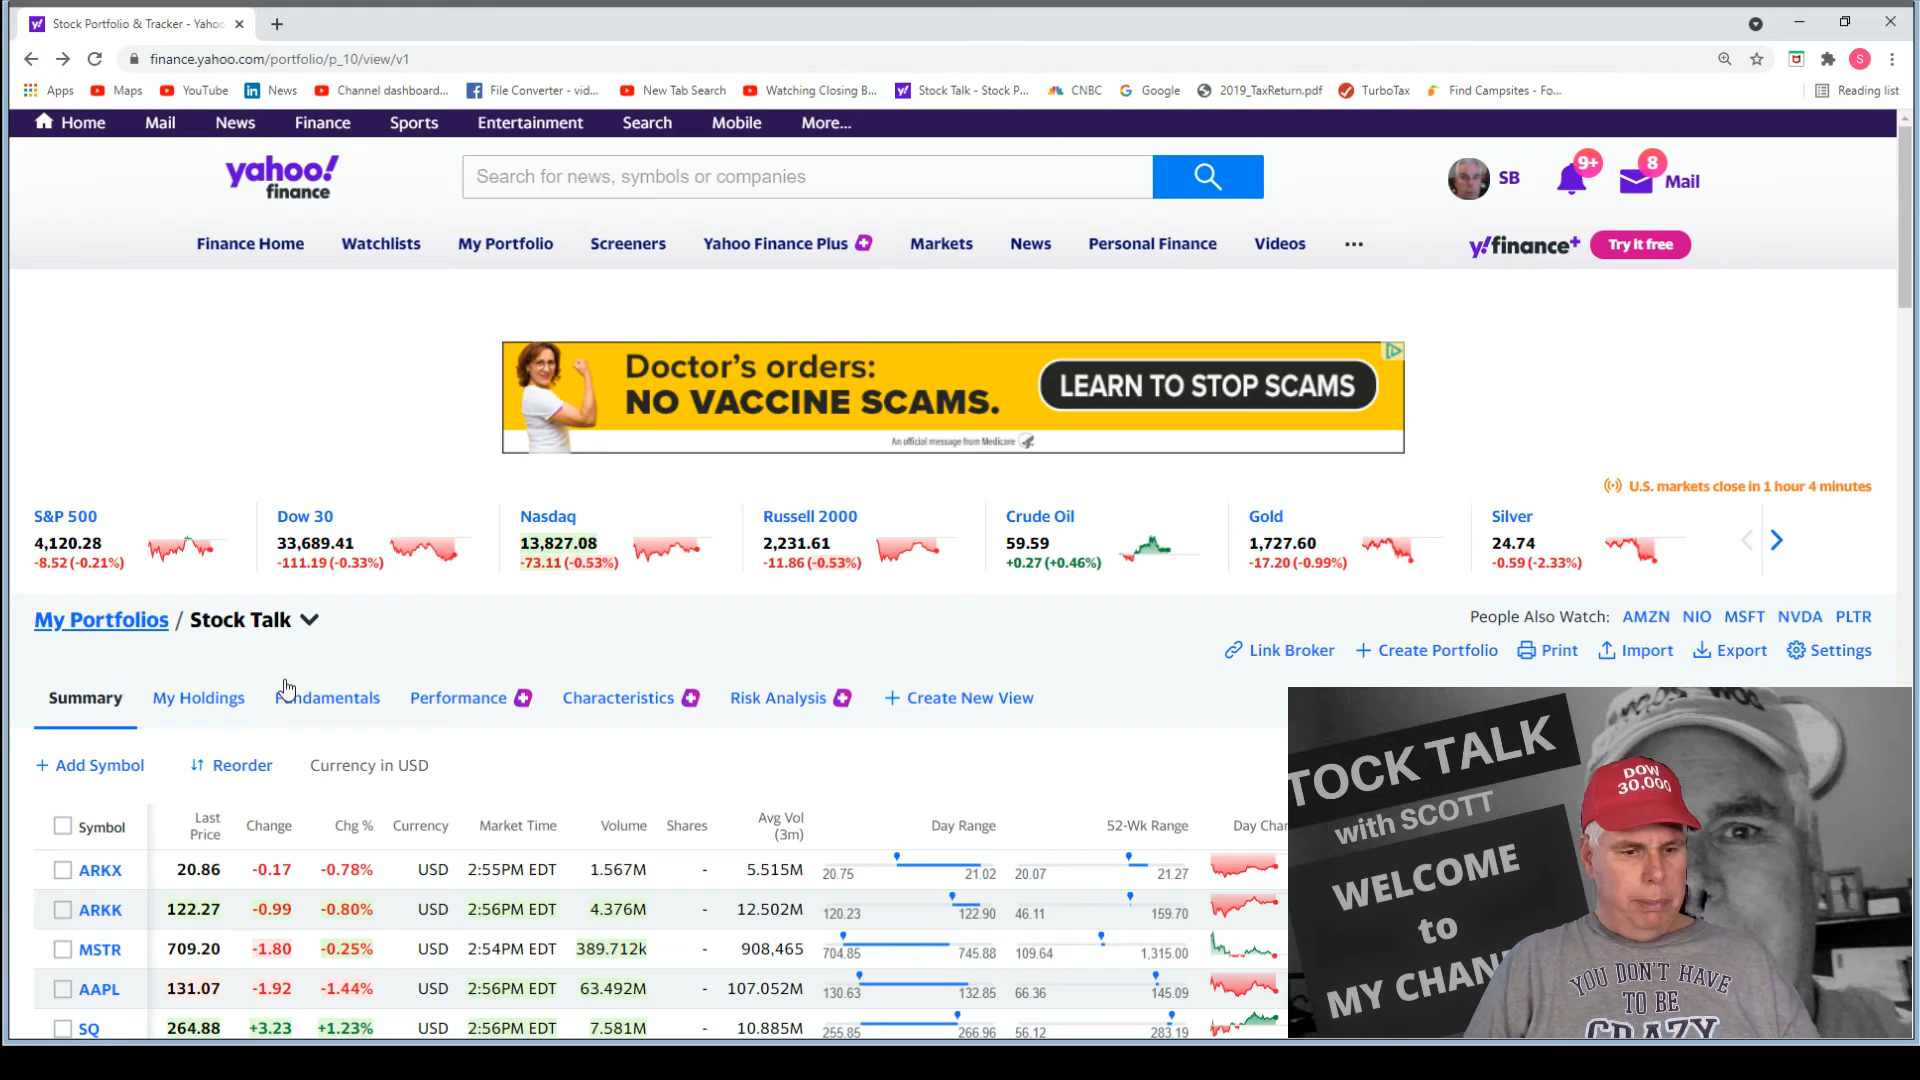 Stock Portfolio & Tracker - Yahoo
finance.yahoo.com/portfolio/p_10/view/v1
S
Apps Maps YouTube News Channel dashboard... File Converter - vid... New Tab Search Watching Closing B... Stock Talk - Stock P... CNBC Google 2019_TaxReturn.pdf TurboTax Find Campsites - Fo... Reading list
Home Mail News Finance Sports Entertainment Search Mobile More...
yahoo! finance
Search for news, symbols or companies
SB 9+ 8 Mail
Finance Home Watchlists My Portfolio Screeners Yahoo Finance Plus Markets News Personal Finance Videos ... y!finance+ Try it free
Doctor's orders:
NO VACCINE SCAMS.
LEARN TO STOP SCAMS
An official message from Medicare
U.S. markets close in 1 hour 4 minutes
S&P 500 Dow 30 Nasdaq Russell 2000 Crude Oil Gold Silver
4,120.28 33,689.41 13,827.08 2,231.61 59.59 1,727.60 24.74
-8.52 (-0.21%) -111.19 (-0.33%) -73.11 (-0.53%) -11.86 (-0.53%) +0.27 (+0.46%) -17.20 (-0.99%) -0.59 (-2.33%)
My Portfolios / Stock Talk
People Also Watch: AMZN NIO MSFT NVDA PLTR
Link Broker + Create Portfolio Print Import Export Settings
Summary My Holdings Fundamentals Performance Characteristics Risk Analysis + Create New View
+ Add Symbol Reorder Currency in USD
Symbol Last Price Change Chg % Currency Market Time Volume Shares Avg Vol (3m) Day Range 52-Wk Range Day Chan
ARKX 20.86 -0.17 -0.78% USD 2:55PM EDT 1.567M - 5.515M 20.75 21.02 20.07 21.27
ARKK 122.27 -0.99 -0.80% USD 2:56PM EDT 4.376M - 12.502M 120.23 122.90 46.11 159.70
MSTR 709.20 -1.80 -0.25% USD 2:54PM EDT 389.712k - 908,465 704.85 745.88 109.64 1,315.00
AAPL 131.07 -1.92 -1.44% USD 2:56PM EDT 63.492M - 107.052M 130.63 132.85 66.36 145.09
SQ 264.88 +3.23 +1.23% USD 2:56PM EDT 7.581M - 10.885M 255.85 266.96 56.12 283.19
TOCK TALK
with SCOTT
WELCOME
to
MY CHAN
DOW
30,000
YOU DON'T HAVE
TO BE
CRAZY